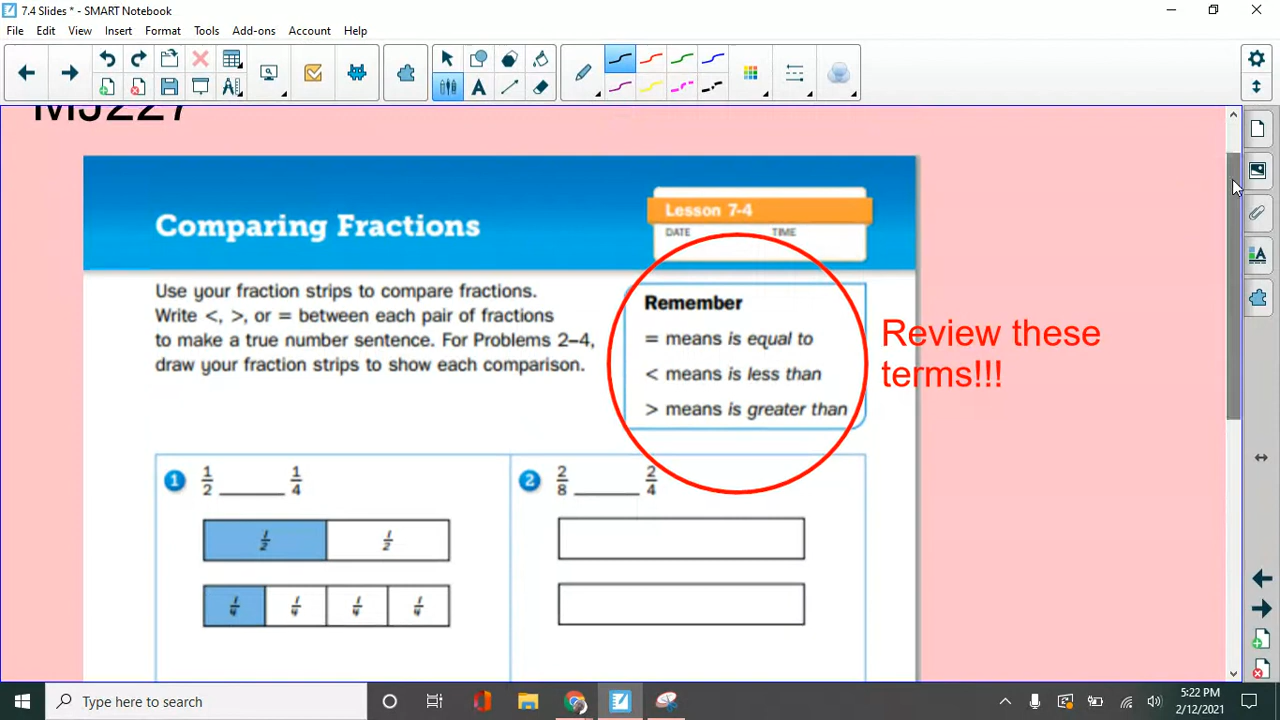 7.4 Slides * - SMART Notebook
File Edit View Insert Format Tools Add-ons Account Help
MJ227
Comparing Fractions
Lesson 7-4
DATE TIME
Use your fraction strips to compare fractions.
Write <, >, or = between each pair of fractions
to make a true number sentence. For Problems 2–4,
draw your fraction strips to show each comparison.
Remember
= means is equal to
< means is less than
> means is greater than
Review these
terms!!!
1 1/2 ______ 1/4
1/2 1/2
1/4 1/4 1/4 1/4
2 2/8 ______ 2/4
Type here to search
5:22 PM
2/12/2021